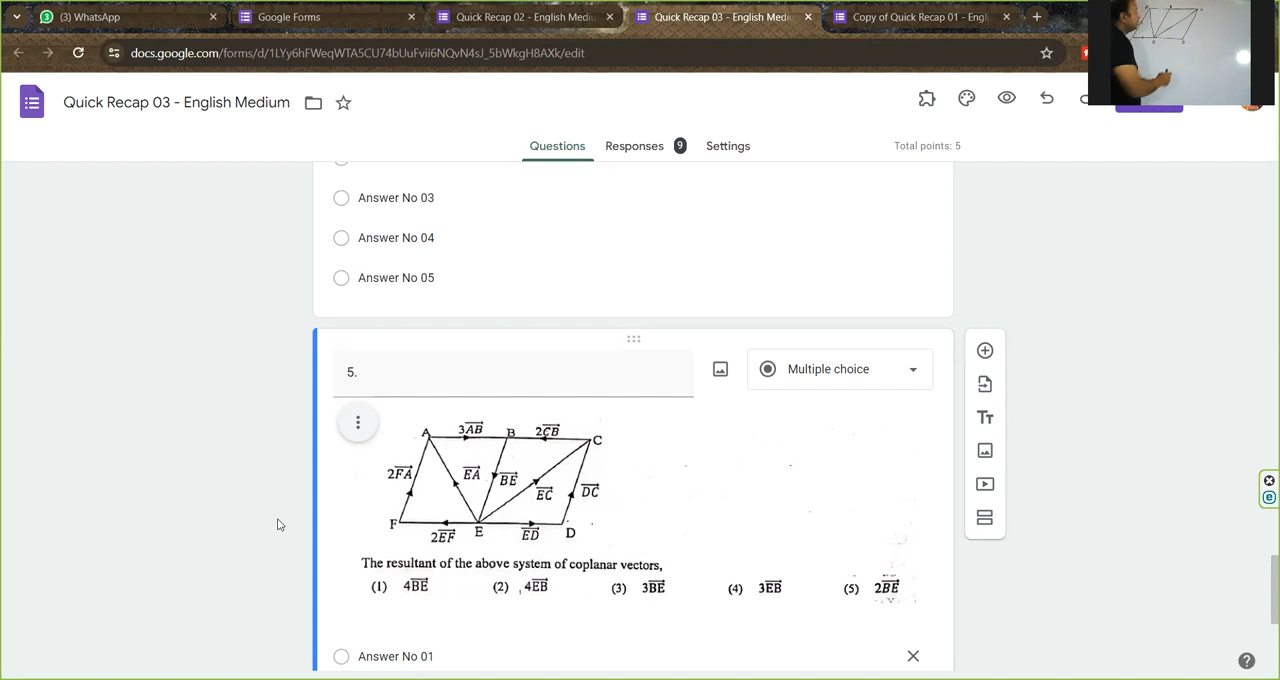 (3) WhatsApp
Google Forms
Quick Recap 02 - English Mediu
Quick Recap 03 - English Mediu
Copy of Quick Recap 01 - Engli
docs.google.com/forms/d/1LYy6hFWeqWTA5CU74bUuFvii6NQvN4sJ_5bWkgH8AXk/edit
Quick Recap 03 - English Medium
Questions
Responses 9
Settings
Total points: 5
Answer No 03
Answer No 04
Answer No 05
5.
Multiple choice
A 3AB B 2CB C
2FA EA BE EC DC
F 2EF E ED D
The resultant of the above system of coplanar vectors,
(1) 4BE (2) 4EB (3) 3BE (4) 3EB (5) 2BE
Answer No 01